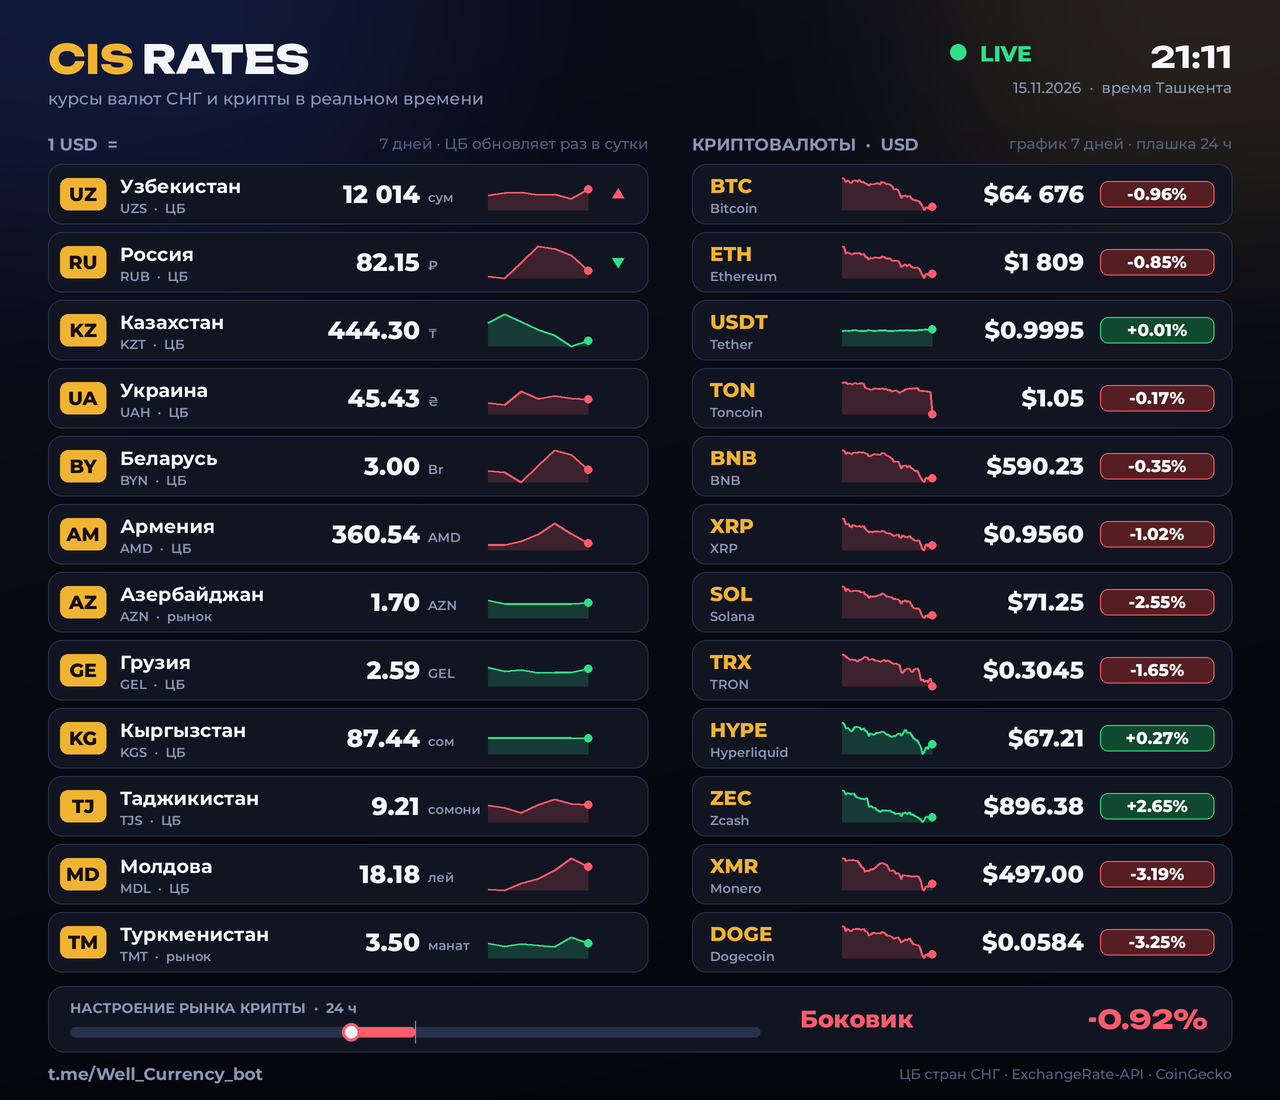 CIS RATES
курсы валют СНГ и крипты в реальном времени
LIVE
21:11
15.11.2026 · время Ташкента
1 USD =
7 дней · ЦБ обновляет раз в сутки
UZ Узбекистан 12 014 сум
UZS · ЦБ
RU Россия 82.15 ₽
RUB · ЦБ
KZ Казахстан 444.30 ₸
KZT · ЦБ
UA Украина 45.43 ₴
UAH · ЦБ
BY Беларусь 3.00 Br
BYN · ЦБ
AM Армения 360.54 AMD
AMD · ЦБ
AZ Азербайджан 1.70 AZN
AZN · рынок
GE Грузия 2.59 GEL
GEL · ЦБ
KG Кыргызстан 87.44 сом
KGS · ЦБ
TJ Таджикистан 9.21 сомони
TJS · ЦБ
MD Молдова 18.18 лей
MDL · ЦБ
TM Туркменистан 3.50 манат
TMT · рынок
КРИПТОВАЛЮТЫ · USD
график 7 дней · плашка 24 ч
BTC $64 676 -0.96%
Bitcoin
ETH $1 809 -0.85%
Ethereum
USDT $0.9995 +0.01%
Tether
TON $1.05 -0.17%
Toncoin
BNB $590.23 -0.35%
BNB
XRP $0.9560 -1.02%
XRP
SOL $71.25 -2.55%
Solana
TRX $0.3045 -1.65%
TRON
HYPE $67.21 +0.27%
Hyperliquid
ZEC $896.38 +2.65%
Zcash
XMR $497.00 -3.19%
Monero
DOGE $0.0584 -3.25%
Dogecoin
НАСТРОЕНИЕ РЫНКА КРИПТЫ · 24 ч
Боковик
-0.92%
t.me/Well_Currency_bot
ЦБ стран СНГ · ExchangeRate-API · CoinGecko